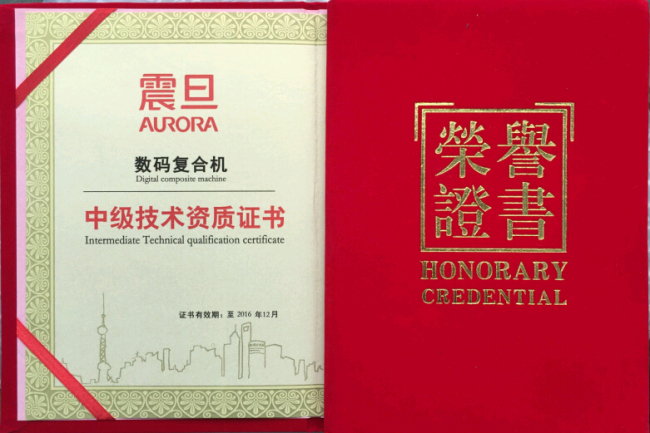 震旦
AURORA
数码复合机
Digital composite machine
中级技术资质证书
Intermediate Technical qualification certificate
证书有效期：至 2016 年12月
榮譽
證書
HONORARY
CREDENTIAL